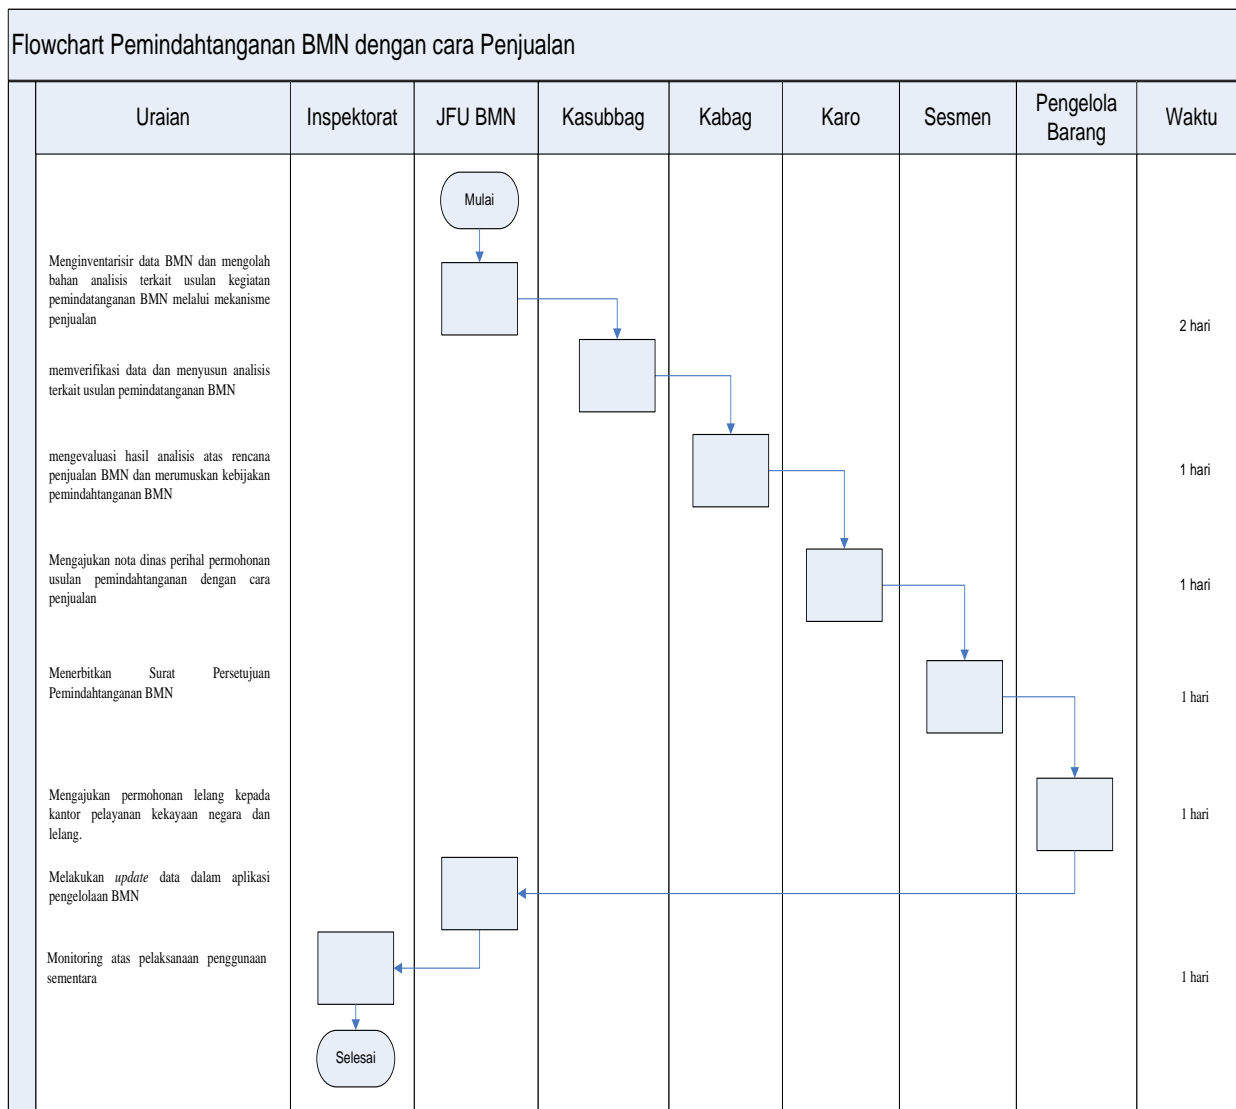 Flowchart Pemindahtanganan BMN dengan cara Penjualan
Uraian
Inspektorat
JFU BMN
Kasubbag
Kabag
Karo
Sesmen
Pengelola
Barang
Waktu
Mulai
Menginventarisir data BMN dan mengolah
bahan analisis terkait usulan kegiatan
pemindatanganan BMN melalui mekanisme
penjualan
2 hari
memverifikasi data dan menyusun analisis
terkait usulan pemindatanganan BMN
mengevaluasi hasil analisis atas rencana
penjualan BMN dan merumuskan kebijakan
pemindahtanganan BMN
1 hari
Mengajukan nota dinas perihal permohonan
usulan pemindahtanganan dengan cara
penjualan
1 hari
Menerbitkan Surat Persetujuan
Pemindahtanganan BMN
1 hari
Mengajukan permohonan lelang kepada
kantor pelayanan kekayaan negara dan
lelang.
1 hari
Melakukan update data dalam aplikasi
pengelolaan BMN
Monitoring atas pelaksanaan penggunaan
sementara
1 hari
Selesai